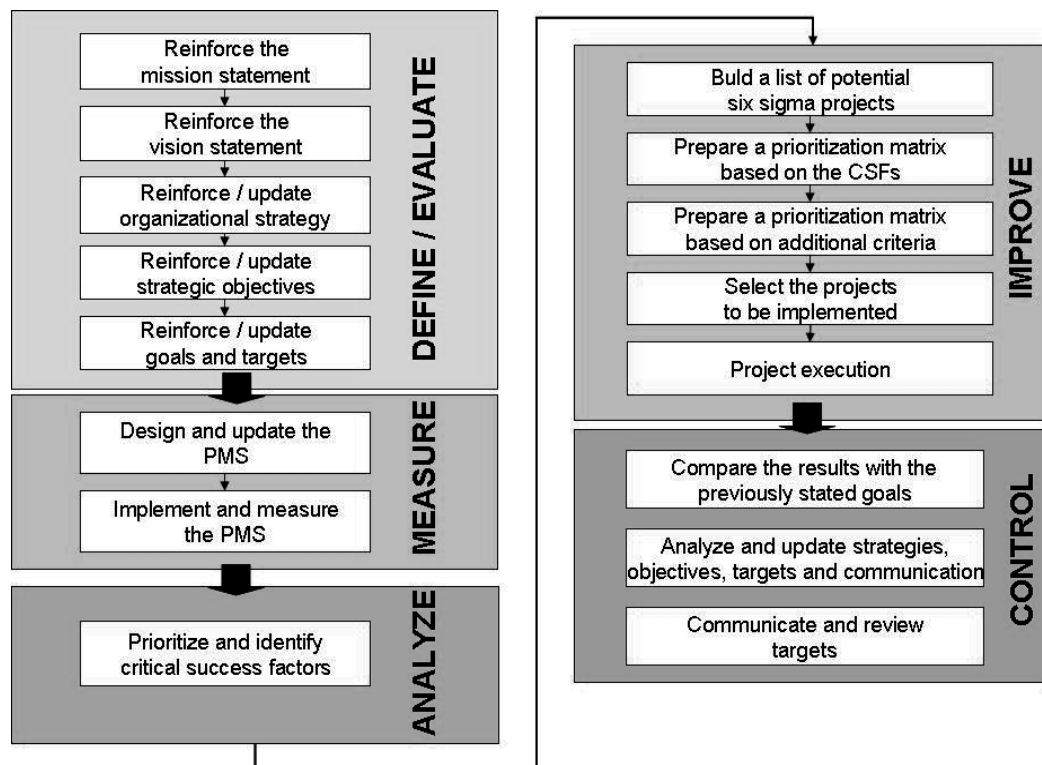 Reinforce the
mission statement
Reinforce the
vision statement
Reinforce / update
organizational strategy
Reinforce / update
strategic objectives
Reinforce / update
goals and targets
DEFINE / EVALUATE
Design and update the
PMS
Implement and measure
the PMS
MEASURE
Prioritize and identify
critical success factors
ANALYZE
Buld a list of potential
six sigma projects
Prepare a prioritization matrix
based on the CSFs
Prepare a prioritization matrix
based on additional criteria
Select the projects
to be implemented
Project execution
IMPROVE
Compare the results with the
previously stated goals
Analyze and update strategies,
objectives, targets and communication
Communicate and review
targets
CONTROL